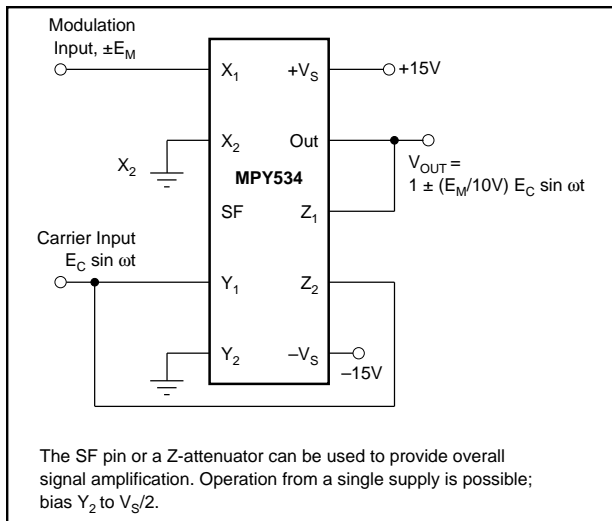 Modulation
Input, ±E_M
X_1
+V_S
+15V
X_2
X_2
Out
MPY534
V_OUT =
1 ± (E_M/10V) E_C sin ωt
SF
Z_1
Carrier Input
E_C sin ωt
Y_1
Z_2
Y_2
–V_S
–15V
The SF pin or a Z-attenuator can be used to provide overall
signal amplification. Operation from a single supply is possible;
bias Y_2 to V_S/2.